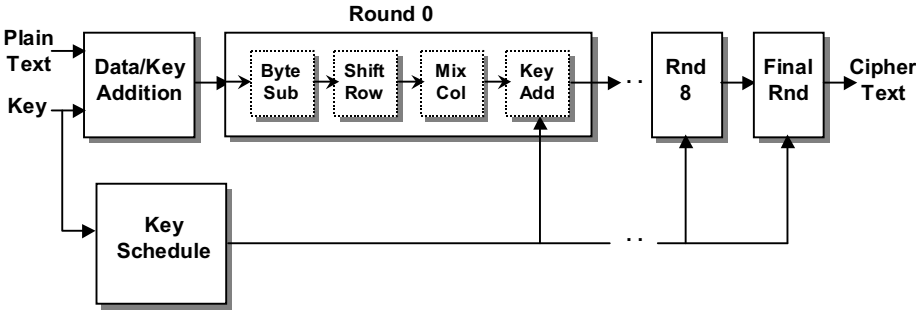 Round 0
Plain
Text
Key
Data/Key
Addition
Byte
Sub
Shift
Row
Mix
Col
Key
Add
. .
Rnd
8
Final
Rnd
Cipher
Text
Key
Schedule
. .